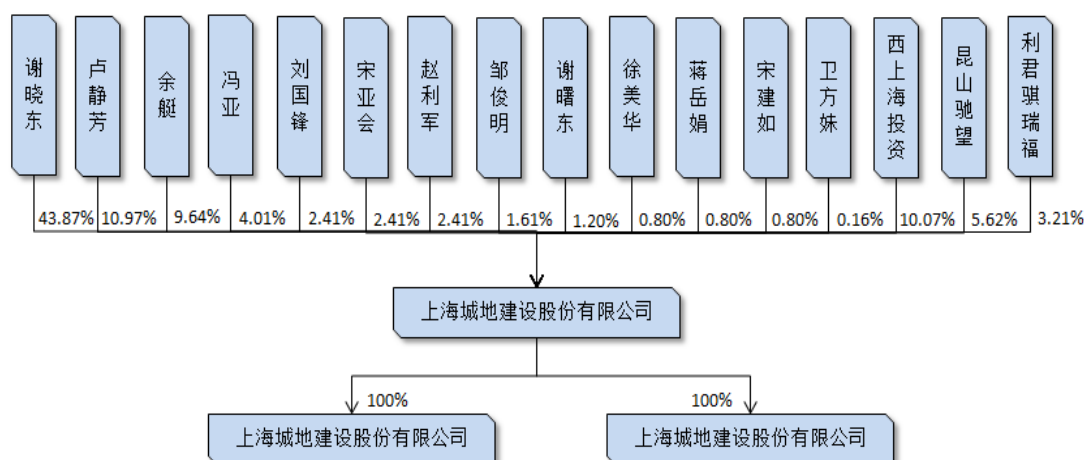 谢晓东
卢静芳
余艇
冯亚
刘国锋
宋亚会
赵利军
邹俊明
谢曙东
徐美华
蒋岳娟
宋建如
卫方妹
西上海投资
昆山驰望
利君骐瑞福
43.87%
10.97%
9.64%
4.01%
2.41%
2.41%
2.41%
1.61%
1.20%
0.80%
0.80%
0.80%
0.16%
10.07%
5.62%
3.21%
上海城地建设股份有限公司
100%
100%
上海城地建设股份有限公司
上海城地建设股份有限公司